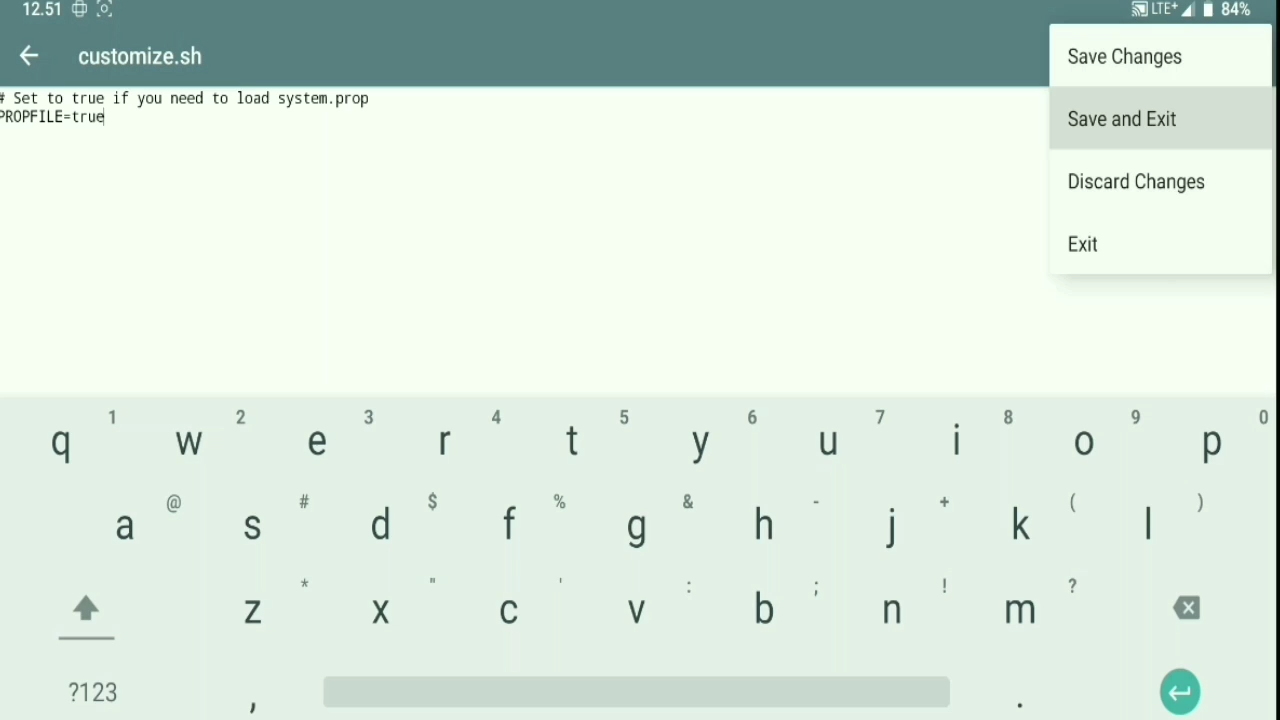 12.51 LTE+ 84%
customize.sh
Save Changes
Save and Exit
Discard Changes
Exit
# Set to true if you need to load system.prop
PROPFILE=true
1 2 3 4 5 6 7 8 9 0
q w e r t y u i o p
@ # $ % & - + ( )
a s d f g h j k l
* " ' : ; ! ?
z x c v b n m
?123 , .